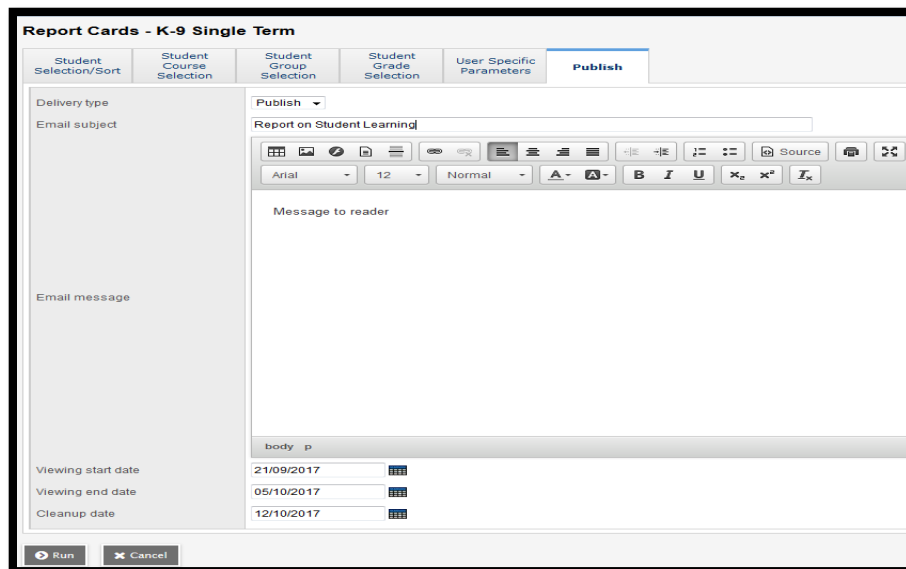 Report Cards - K-9 Single Term
Student Selection/Sort
Student Course Selection
Student Group Selection
Student Grade Selection
User Specific Parameters
Publish
Delivery type
Publish
Email subject
Report on Student Learning
Source
Arial
12
Normal
A
A
B
I
U
x₂
x²
Iₓ
Message to reader
Email message
body p
Viewing start date
21/09/2017
Viewing end date
05/10/2017
Cleanup date
12/10/2017
Run
Cancel